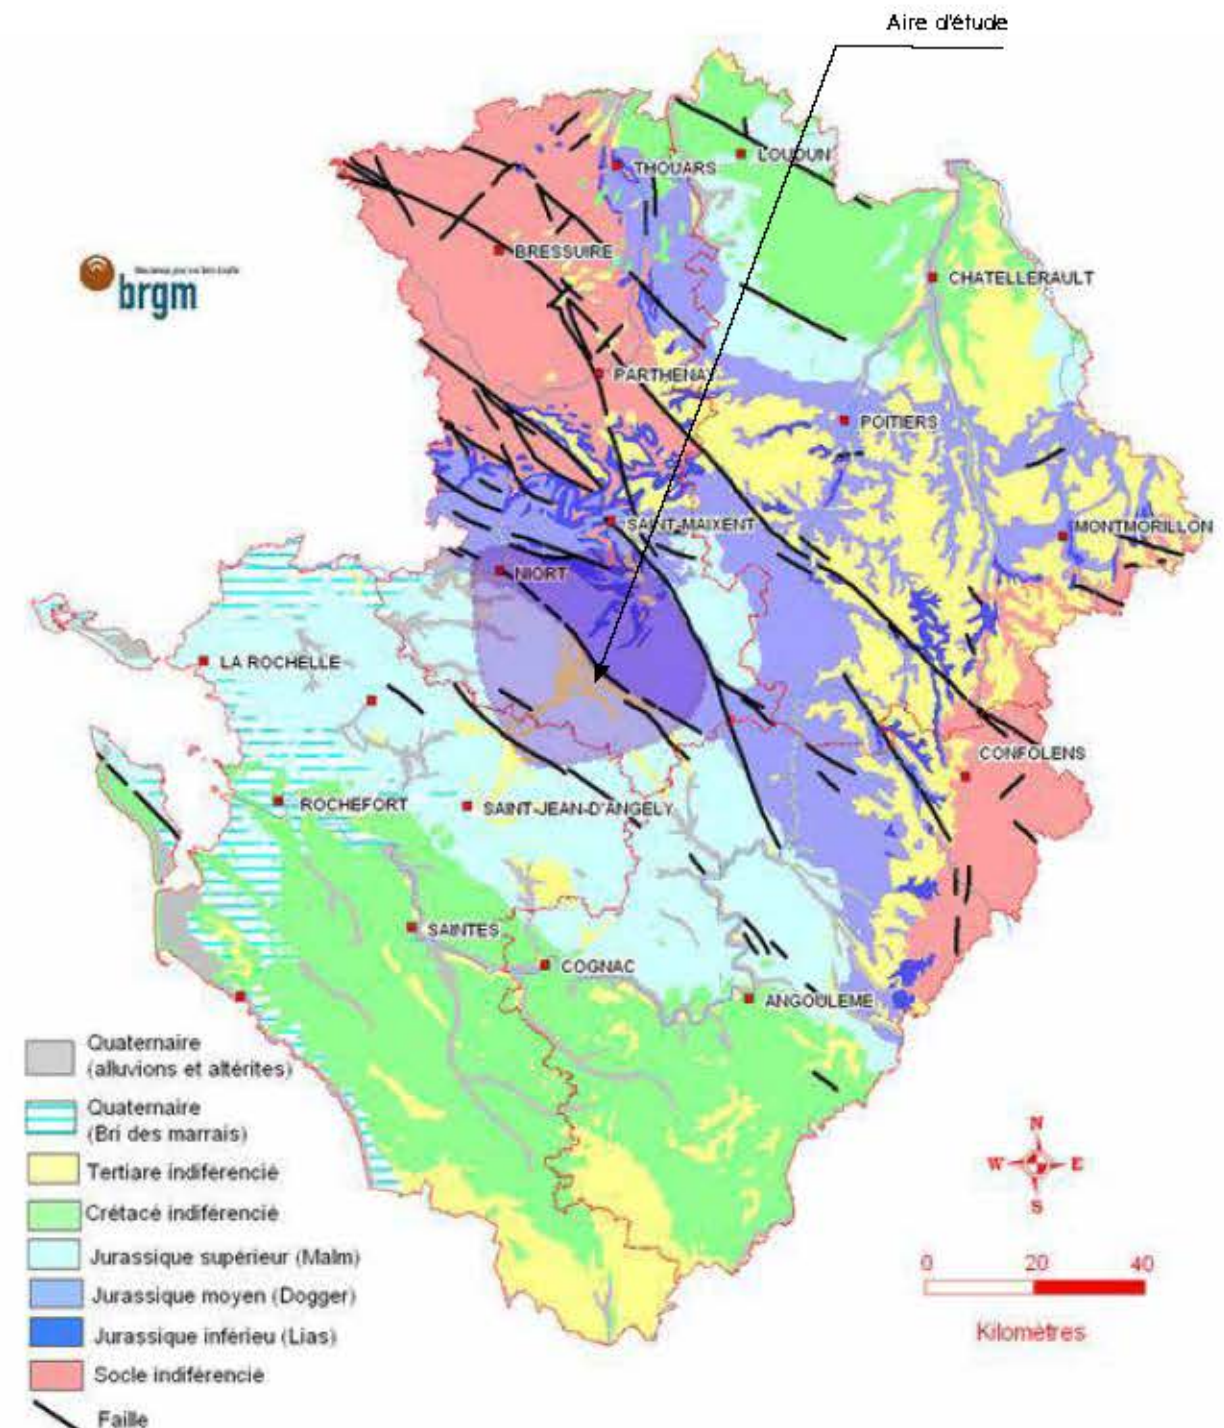 Aire d'étude
LOUDUN
THOUARS
BRESSUIRE
CHATELLERAULT
brgm
PARTHENAY
POITIERS
SAINT-MAIXENT
MONTMORILLON
NIORT
LA ROCHELLE
CONFOLENS
ROCHEFORT
SAINT-JEAN-D'ANGELY
SAINTES
COGNAC
ANGOULEME
Quaternaire
(alluvions et altérites)
Quaternaire
(Bri des marrais)
Tertiare indiférencié
Crétacé indiférencié
Jurassique supérieur (Malm)
Jurassique moyen (Dogger)
Jurassique inférieu (Lias)
Socle indiférencié
Faille
N
W E
S
0 20 40
Kilomètres